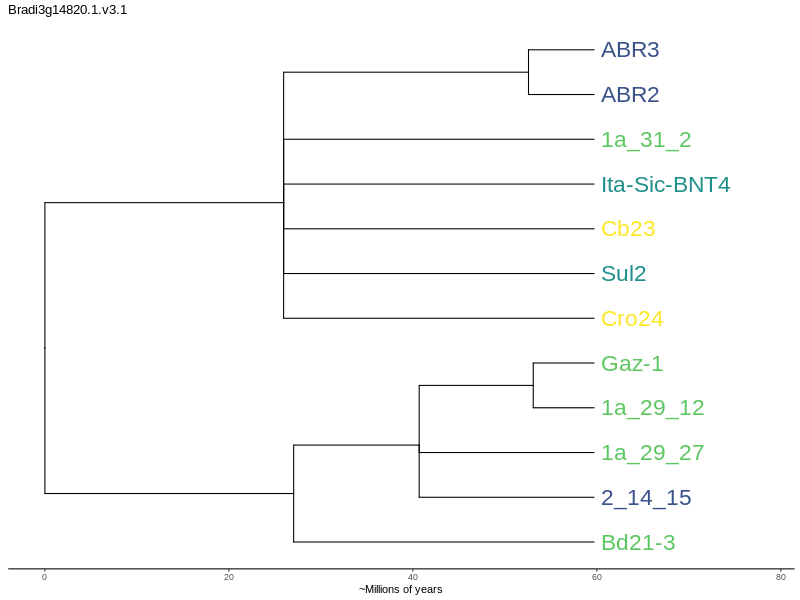 Bradi3g14820.1.v3.1
ABR3
ABR2
1a_31_2
Ita-Sic-BNT4
Cb23
Sul2
Cro24
Gaz-1
1a_29_12
1a_29_27
2_14_15
Bd21-3
0 20 40 60 80
~Millions of years